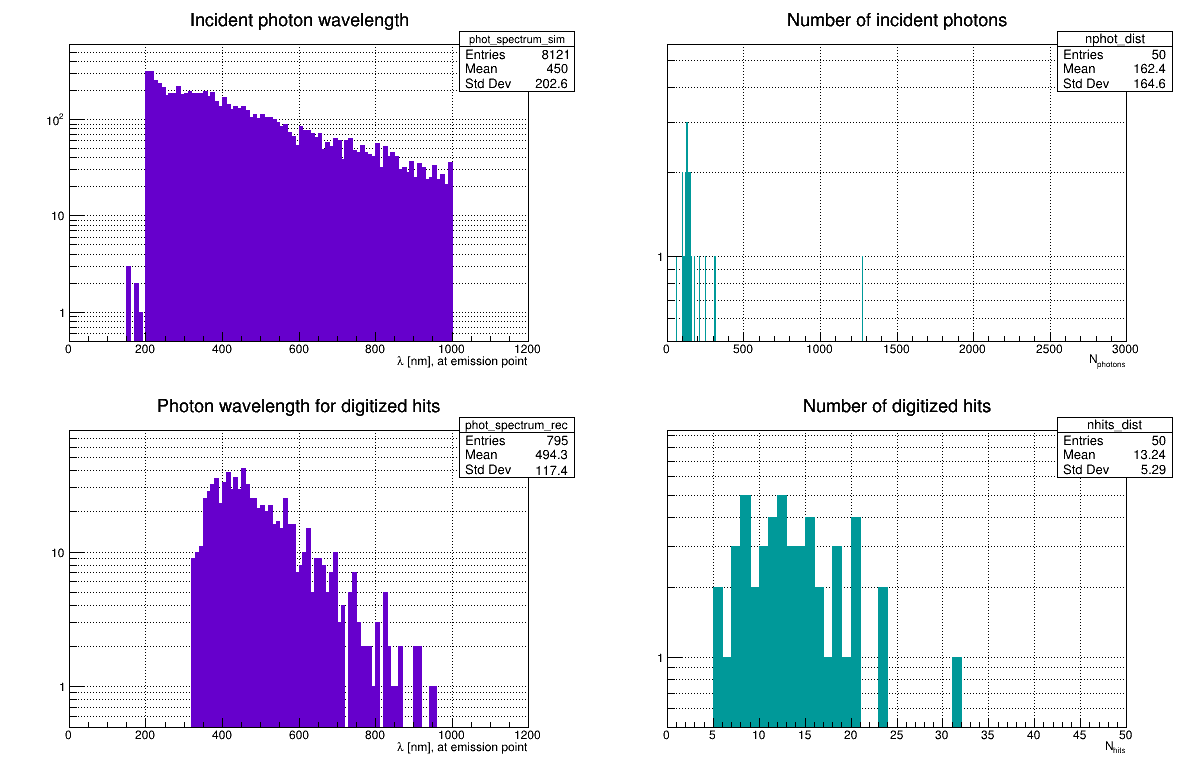 Incident photon wavelength
phot_spectrum_sim
Entries 8121
Mean 450
Std Dev 202.6
10²
10
1
0 200 400 600 800 1000 1200
λ [nm], at emission point
Number of incident photons
nphot_dist
Entries 50
Mean 162.4
Std Dev 164.6
1
0 500 1000 1500 2000 2500 3000
Nphotons
Photon wavelength for digitized hits
phot_spectrum_rec
Entries 795
Mean 494.3
Std Dev 117.4
10
1
0 200 400 600 800 1000 1200
λ [nm], at emission point
Number of digitized hits
nhits_dist
Entries 50
Mean 13.24
Std Dev 5.29
1
0 5 10 15 20 25 30 35 40 45 50
Nhits